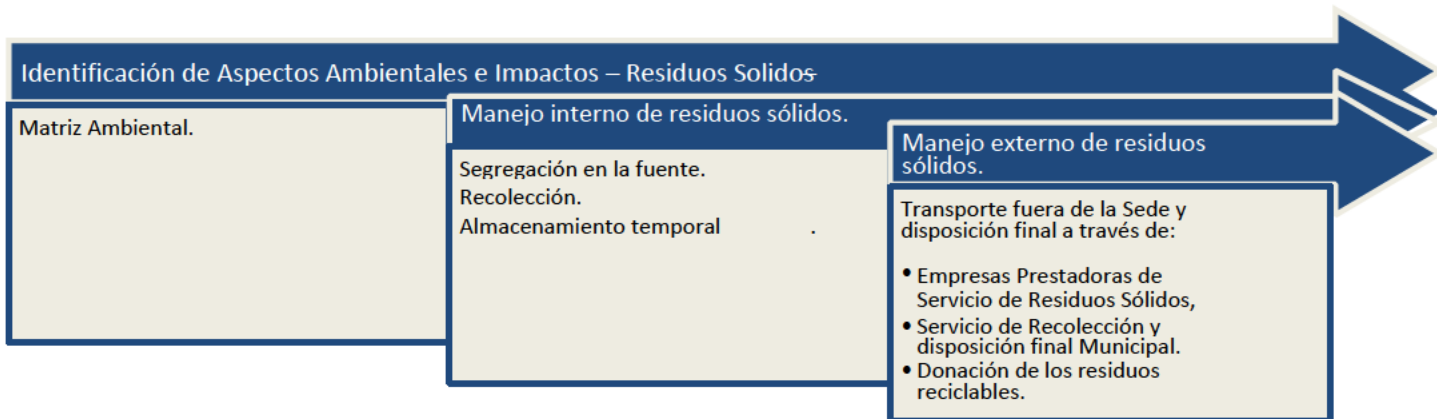 Identificación de Aspectos Ambientales e Impactos – Residuos Solidos
Matriz Ambiental.
Manejo interno de residuos sólidos.
Segregación en la fuente.
Recolección.
Almacenamiento temporal .
Manejo externo de residuos
sólidos.
Transporte fuera de la Sede y
disposición final a través de:
• Empresas Prestadoras de
Servicio de Residuos Sólidos,
• Servicio de Recolección y
disposición final Municipal.
• Donación de los residuos
reciclables.